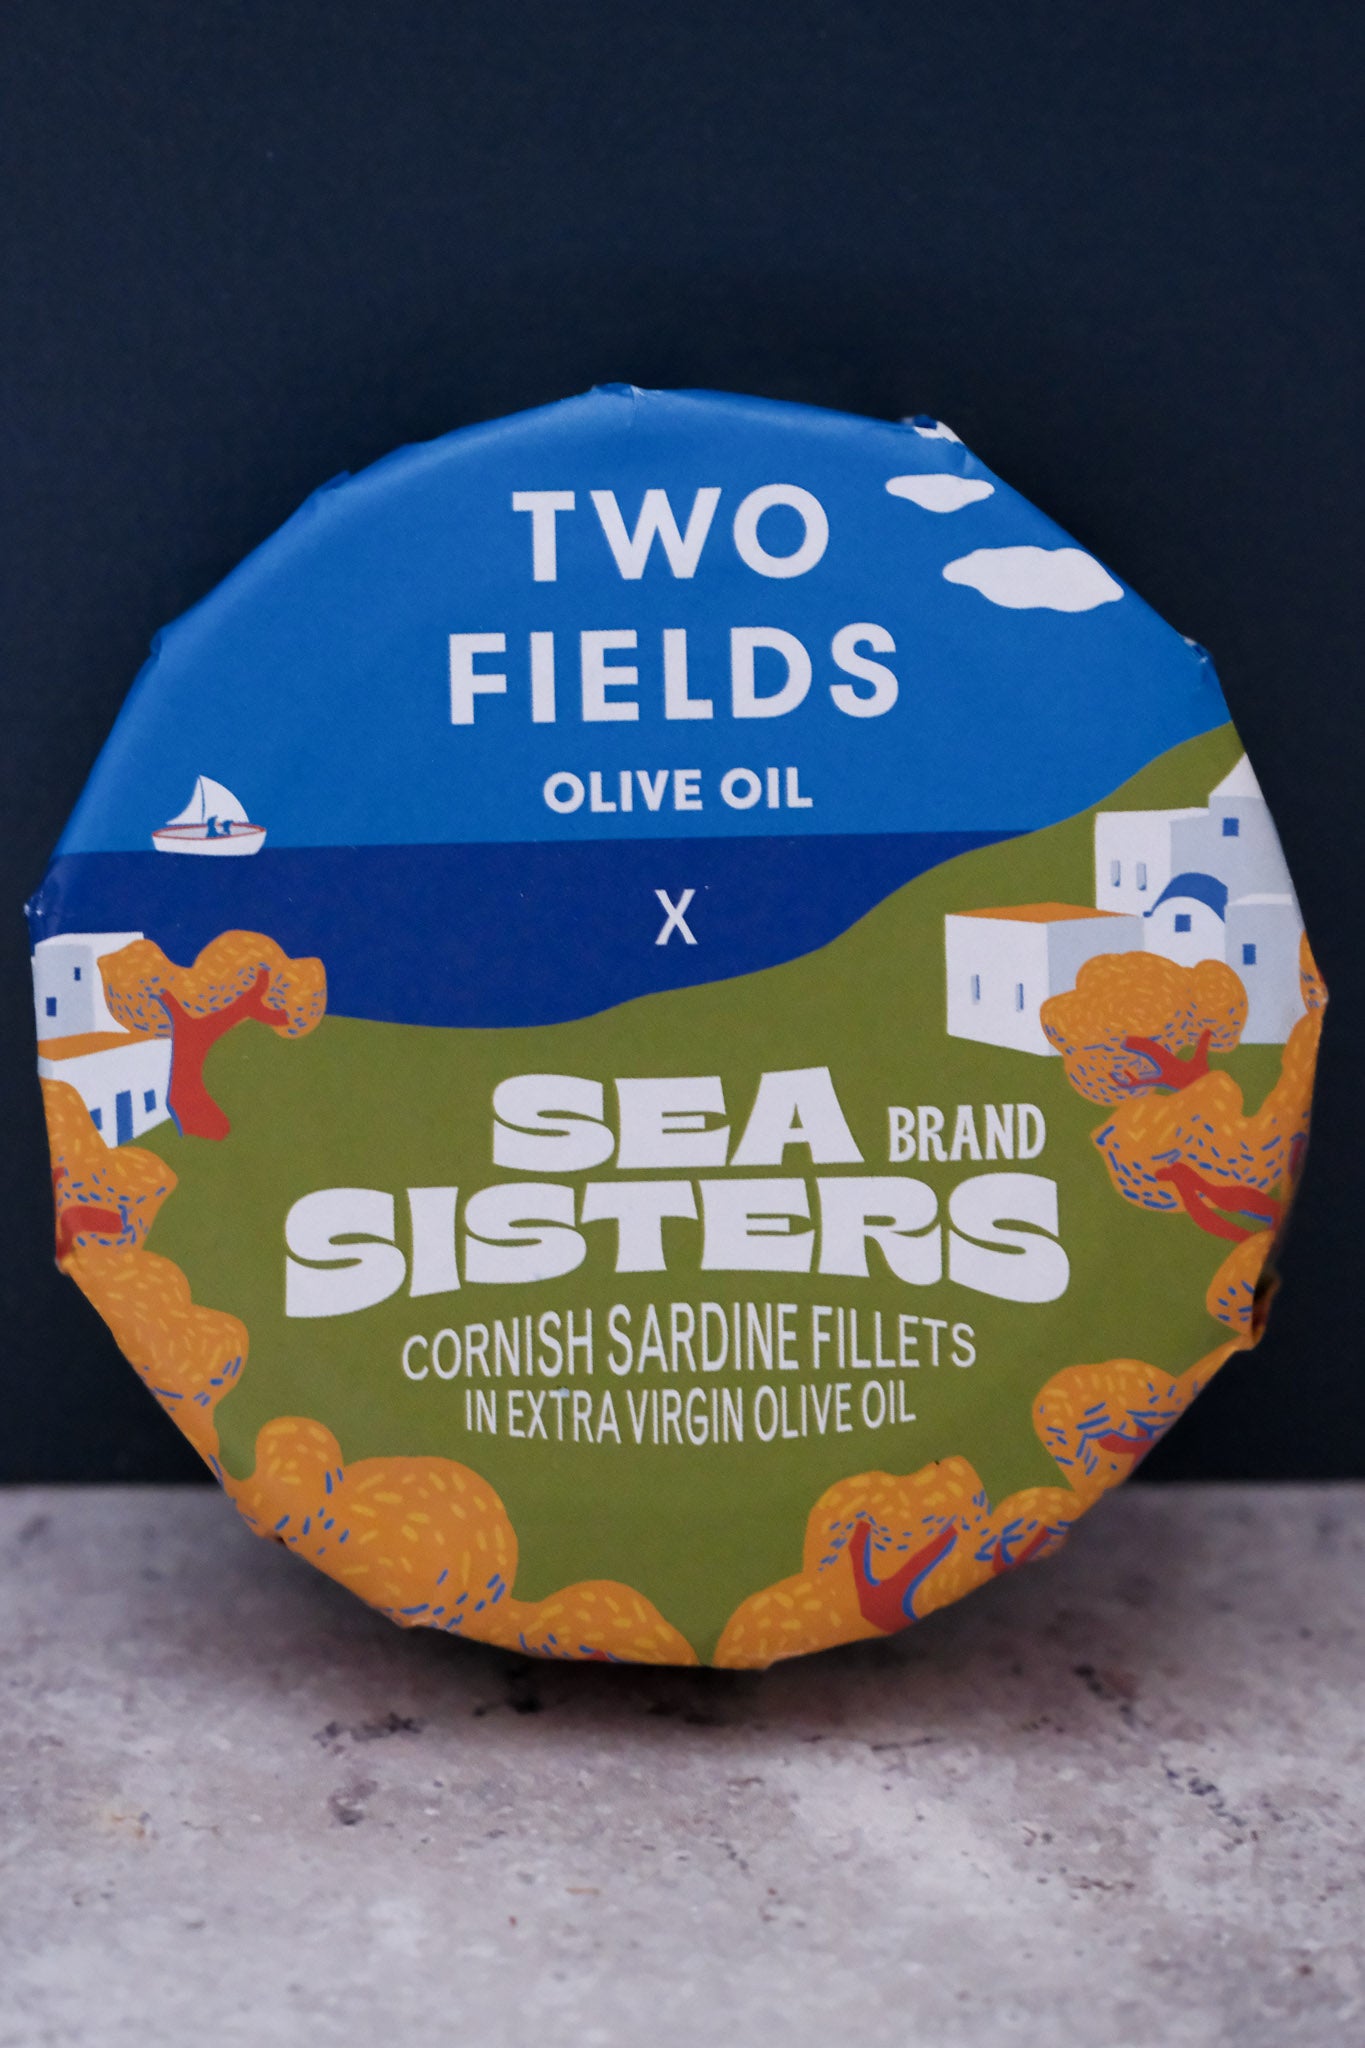 TWO
FIELDS
OLIVE OIL
X
SEA BRAND
SISTERS
CORNISH SARDINE FILLETS
IN EXTRA VIRGIN OLIVE OIL